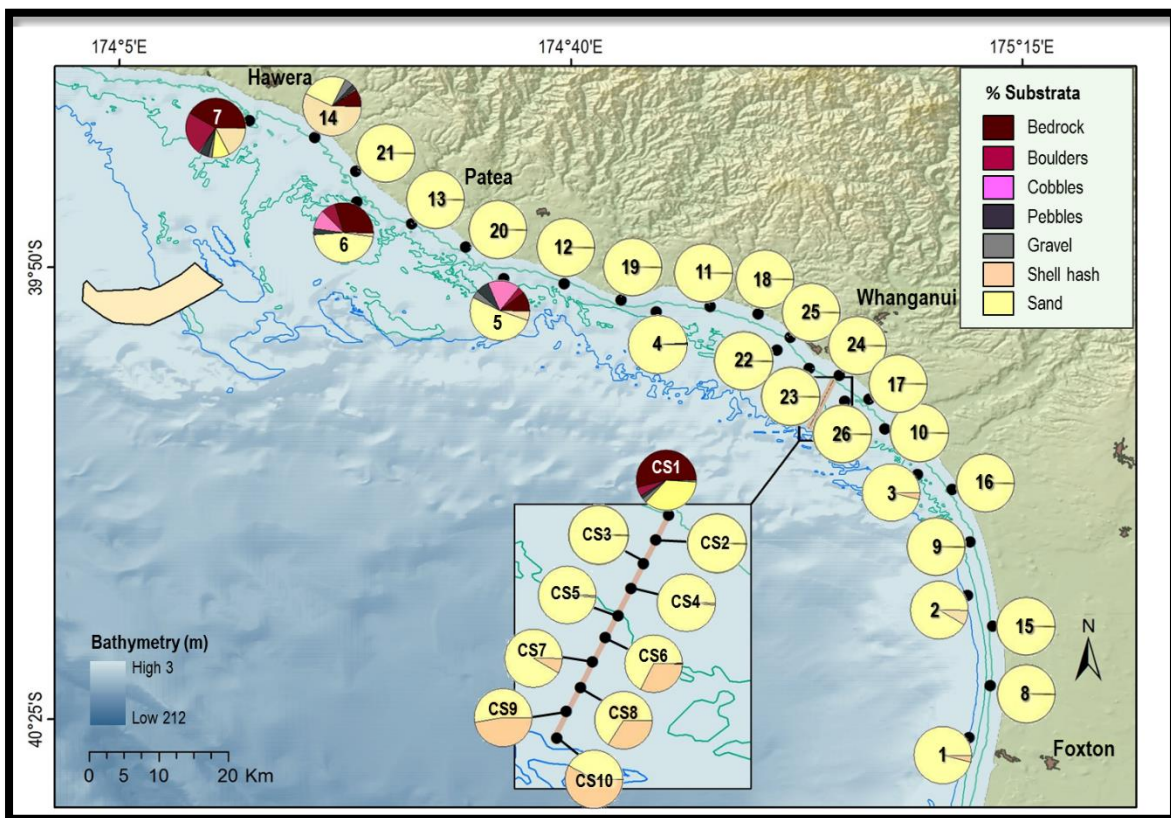 174°5'E
174°40'E
175°15'E
Hawera
7
14
21
Patea
13
20
6
12
19
11
18
5
4
25
Whanganui
22
24
23
17
26
10
3
16
9
2
15
8
1
Foxton
39°50'S
40°25'S
% Substrata
Bedrock
Boulders
Cobbles
Pebbles
Gravel
Shell hash
Sand
CS1
CS3
CS2
CS5
CS4
CS7
CS6
CS9
CS8
CS10
N
Bathymetry (m)
High 3
Low 212
0 5 10 20 Km